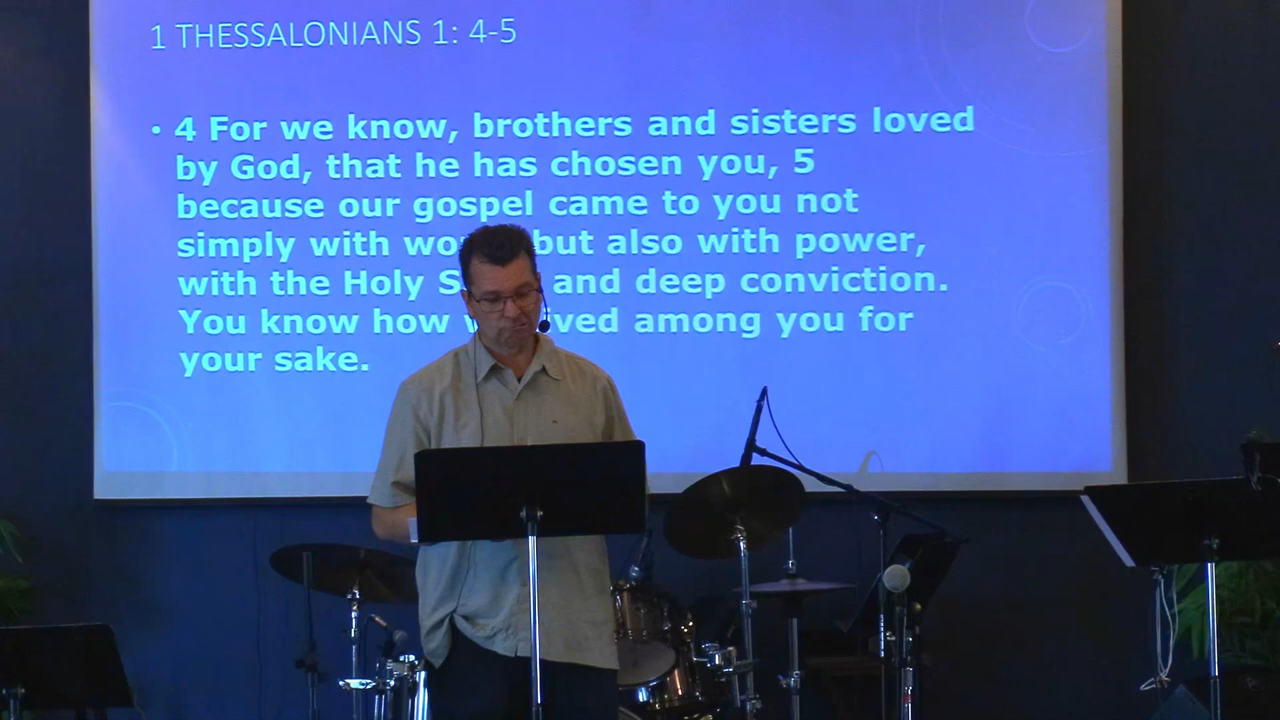 1 THESSALONIANS 1: 4-5
• 4 For we know, brothers and sisters loved
by God, that he has chosen you, 5
because our gospel came to you not
simply with but also with power,
with the Holy and deep conviction.
You know how among you for
your sake.